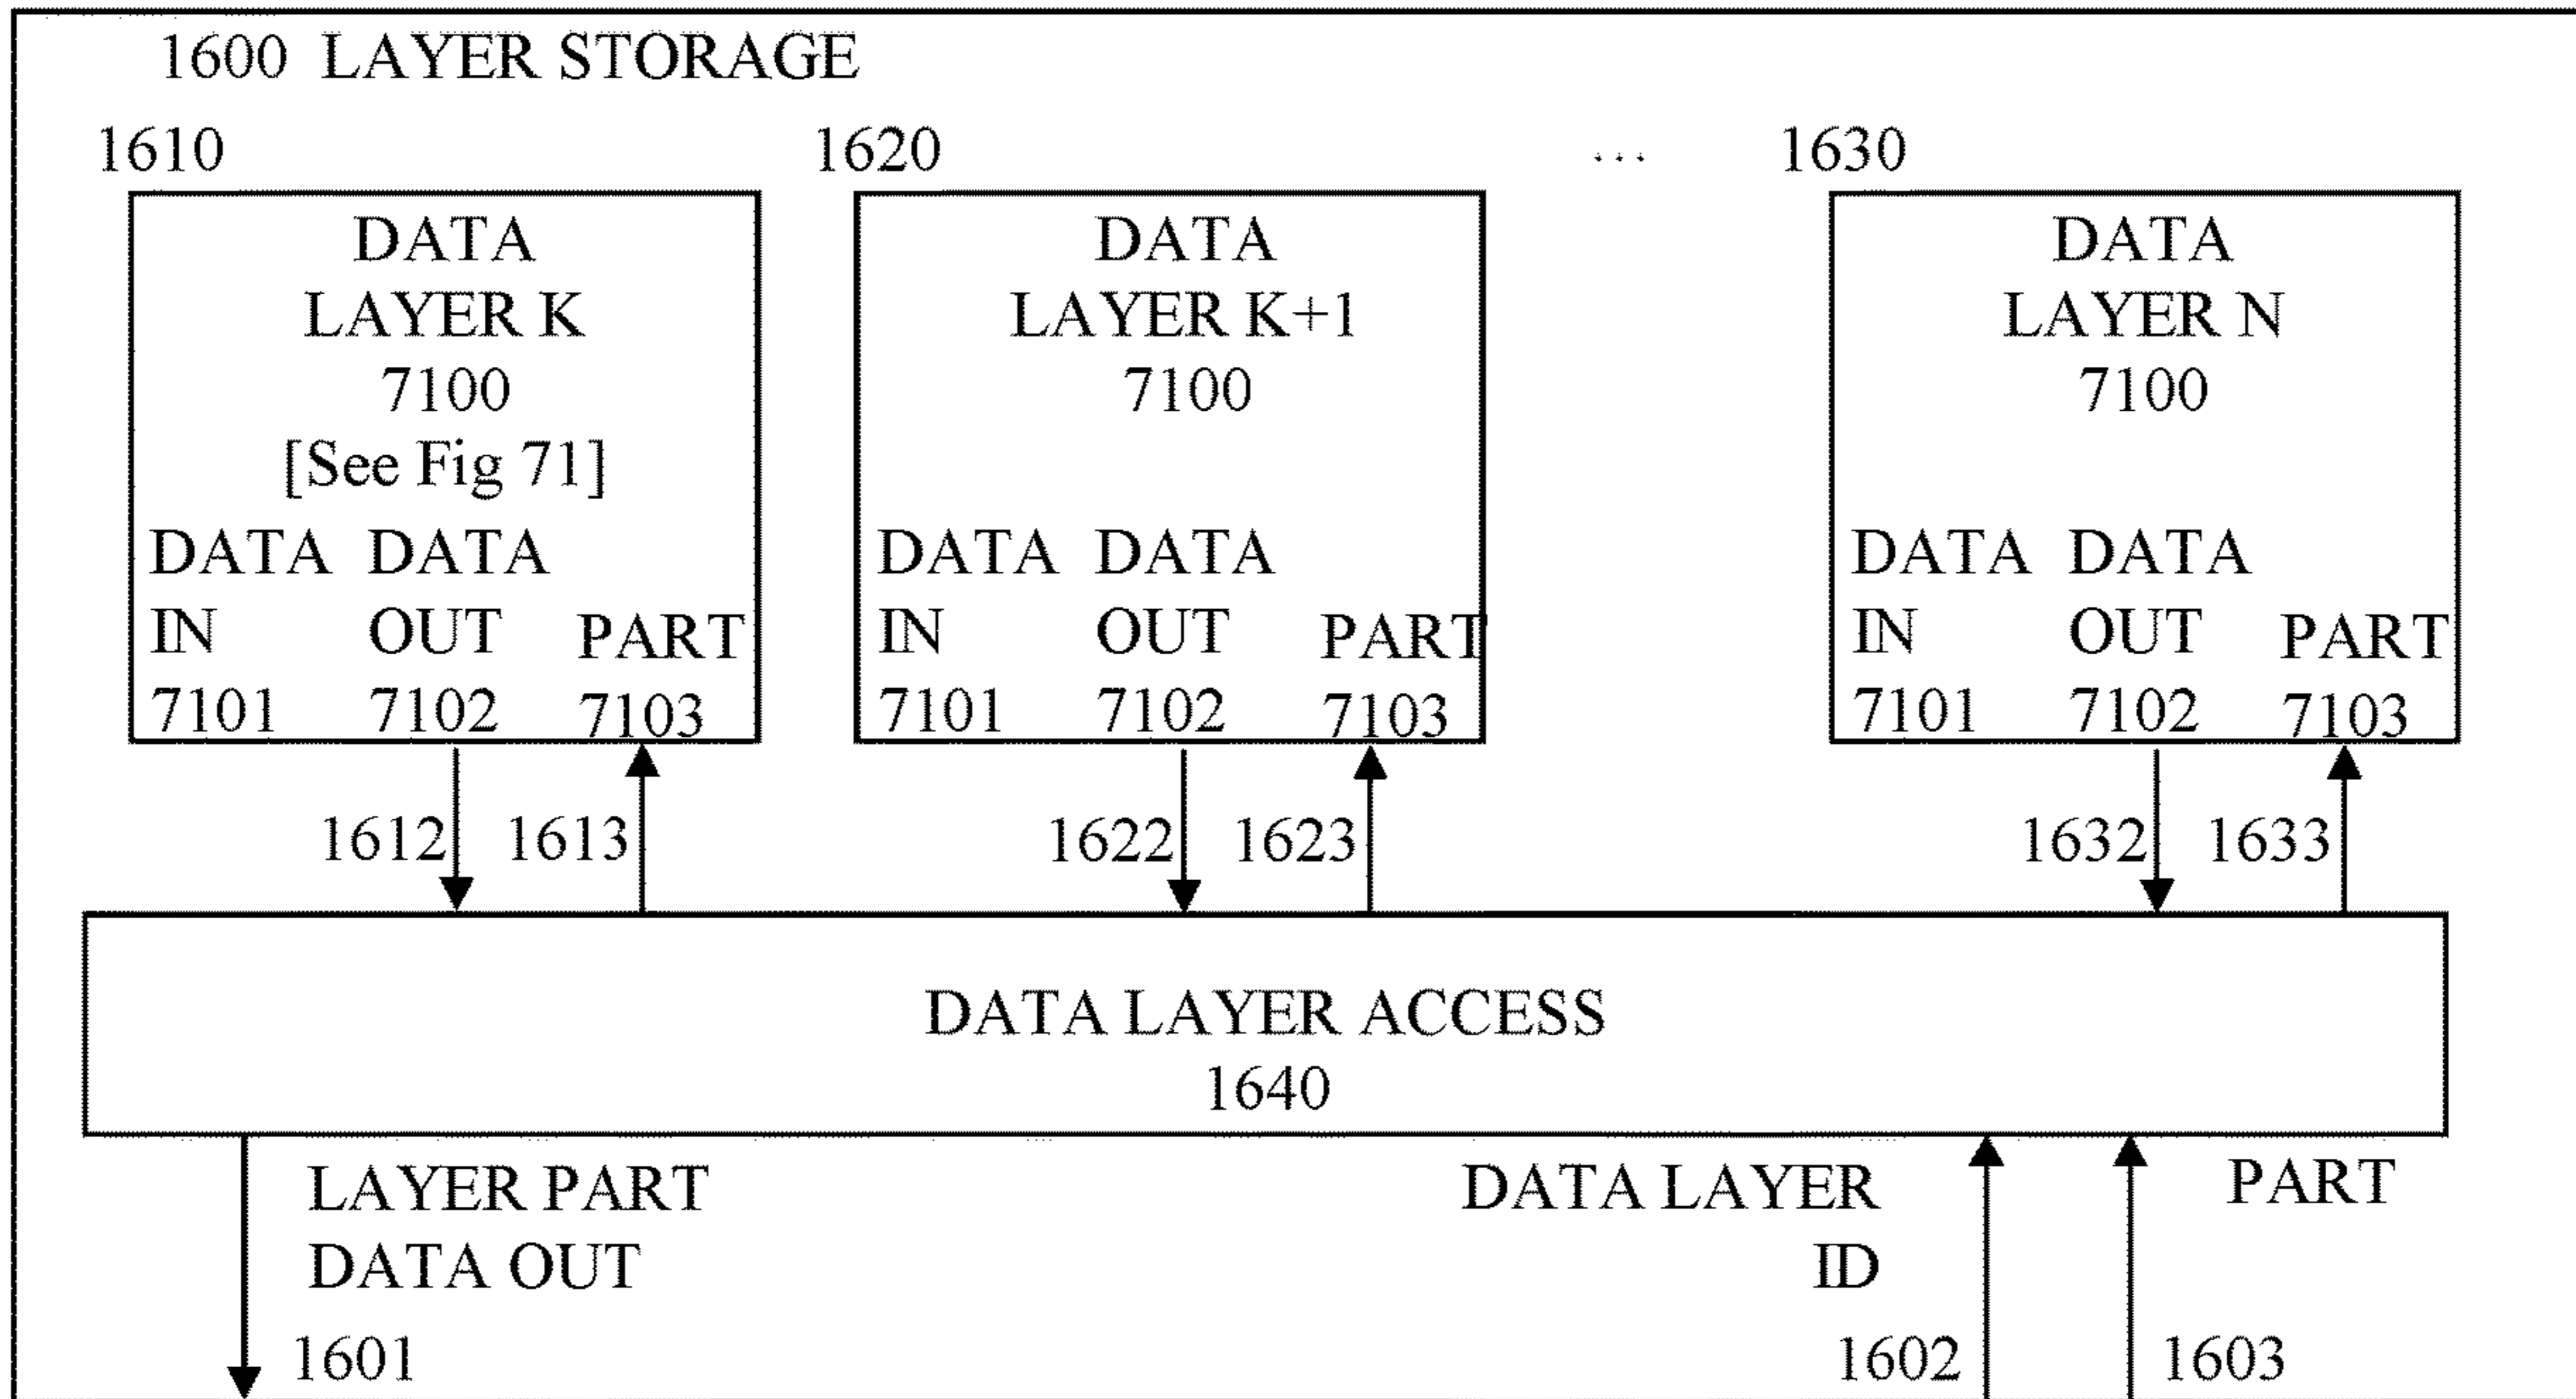 1600 LAYER STORAGE
1610 1620 ... 1630
DATA
LAYER K
7100
[See Fig 71]
DATA DATA
IN OUT PART
7101 7102 7103
DATA
LAYER K+1
7100
DATA DATA
IN OUT PART
7101 7102 7103
DATA
LAYER N
7100
DATA DATA
IN OUT PART
7101 7102 7103
1612 1613 1622 1623 1632 1633
DATA LAYER ACCESS
1640
LAYER PART
DATA OUT
1601
DATA LAYER
ID
1602
PART
1603